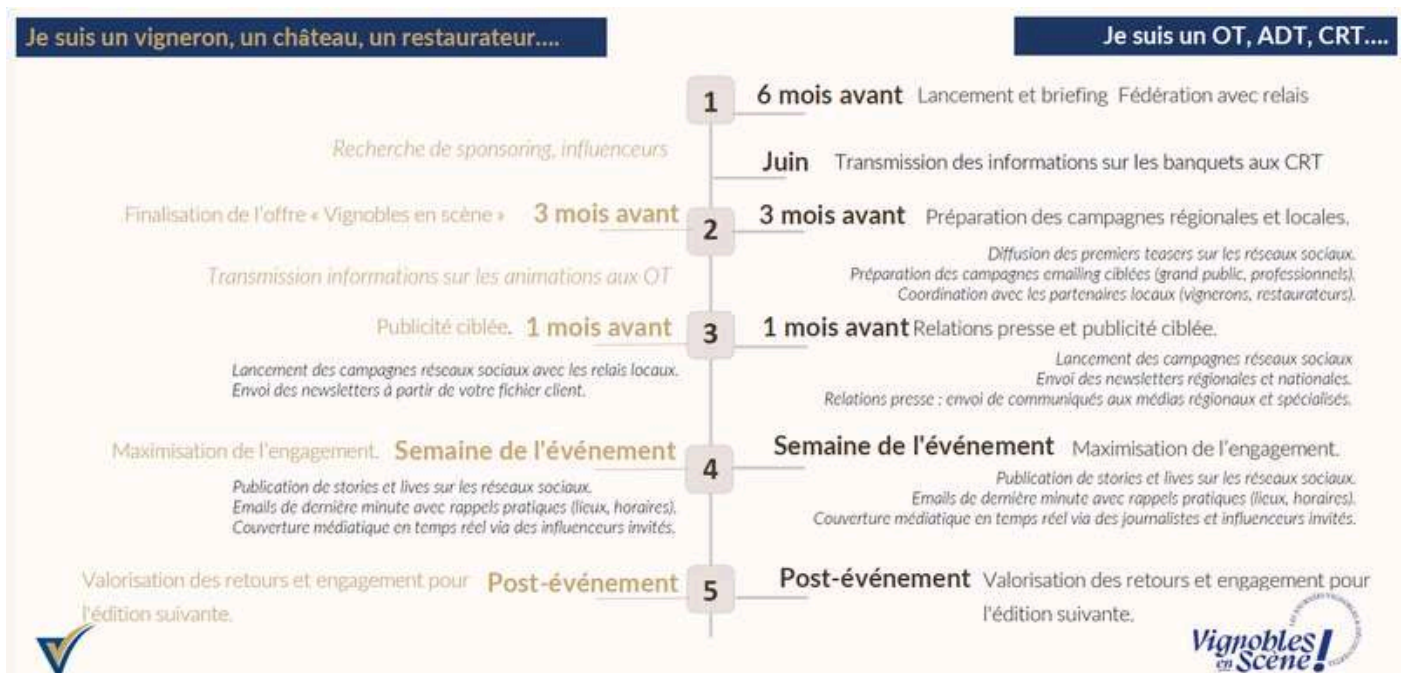 Je suis un vigneron, un château, un restaurateur....
Je suis un OT, ADT, CRT....
1
6 mois avant Lancement et briefing Fédération avec relais
Recherche de sponsoring, influenceurs
Juin Transmission des informations sur les banquets aux CRT
Finalisation de l'offre « Vignobles en scène » 3 mois avant
2
3 mois avant Préparation des campagnes régionales et locales.
Diffusion des premiers teasers sur les réseaux sociaux.
Préparation des campagnes emailing ciblées (grand public, professionnels).
Coordination avec les partenaires locaux (vignerons, restaurateurs).
Transmission informations sur les animations aux OT
Publicité ciblée. 1 mois avant
3
1 mois avant Relations presse et publicité ciblée.
Lancement des campagnes réseaux sociaux avec les relais locaux.
Envoi des newsletters à partir de votre fichier client.
Lancement des campagnes réseaux sociaux
Envoi des newsletters régionales et nationales.
Relations presse : envoi de communiqués aux médias régionaux et spécialisés.
Maximisation de l'engagement. Semaine de l'événement
4
Semaine de l'événement Maximisation de l'engagement.
Publication de stories et lives sur les réseaux sociaux.
Emails de dernière minute avec rappels pratiques (lieux, horaires).
Couverture médiatique en temps réel via des influenceurs invités.
Publication de stories et lives sur les réseaux sociaux.
Emails de dernière minute avec rappels pratiques (lieux, horaires).
Couverture médiatique en temps réel via des journalistes et influenceurs invités.
Valorisation des retours et engagement pour Post-événement
l'édition suivante.
5
Post-événement Valorisation des retours et engagement pour
l'édition suivante.
Vignobles
en Scène !